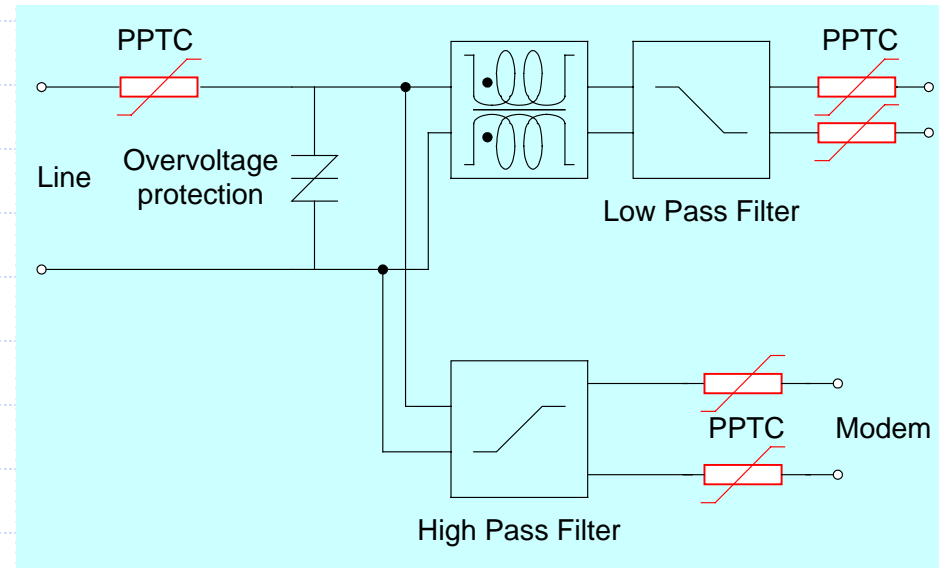 PPTC
PPTC
Line
Overvoltage
protection
Low Pass Filter
PPTC
Modem
High Pass Filter